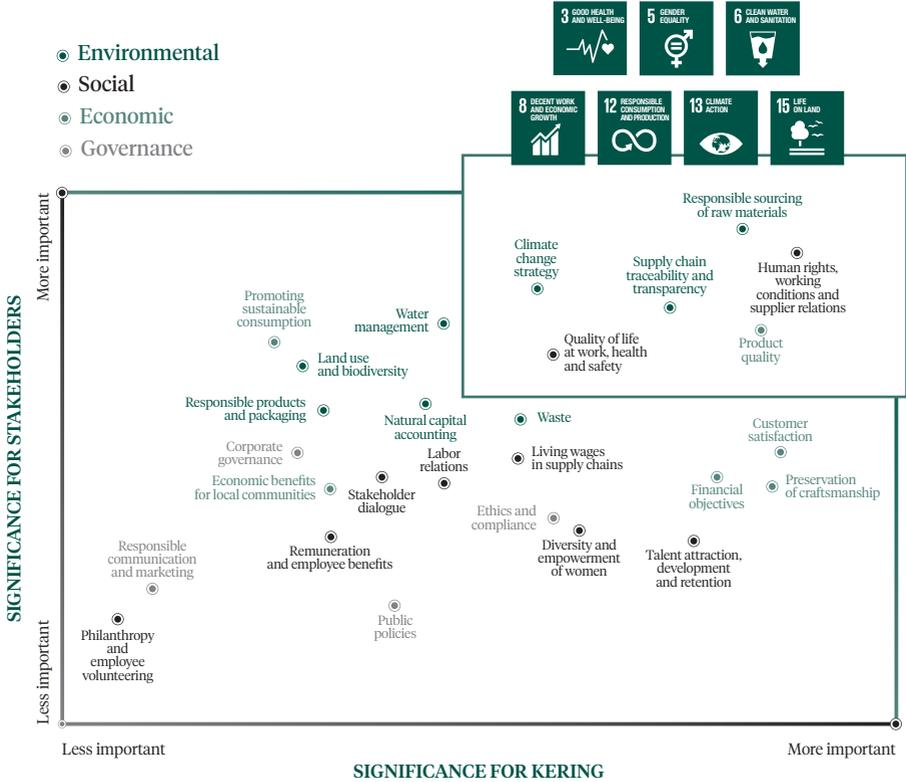 Environmental
Social
Economic
Governance
3 GOOD HEALTH
AND WELL-BEING
5 GENDER
EQUALITY
6 CLEAN WATER
AND SANITATION
8 DECENT WORK
AND ECONOMIC
GROWTH
12 RESPONSIBLE
CONSUMPTION
AND PRODUCTION
13 CLIMATE
ACTION
15 LIFE
ON LAND
SIGNIFICANCE FOR STAKEHOLDERS
More important
Less important
Responsible sourcing
of raw materials
Climate
change
strategy
Supply chain
traceability and
transparency
Human rights,
working
conditions and
supplier relations
Quality of life
at work, health
and safety
Product
quality
Promoting
sustainable
consumption
Water
management
Land use
and biodiversity
Responsible products
and packaging
Natural capital
accounting
Waste
Corporate
governance
Labor
relations
Living wages
in supply chains
Customer
satisfaction
Economic benefits
for local communities
Stakeholder
dialogue
Financial
objectives
Preservation
of craftsmanship
Ethics and
compliance
Remuneration
and employee benefits
Diversity and
empowerment
of women
Talent attraction,
development
and retention
Responsible
communication
and marketing
Public
policies
Philanthropy
and
employee
volunteering
Less important
More important
SIGNIFICANCE FOR KERING